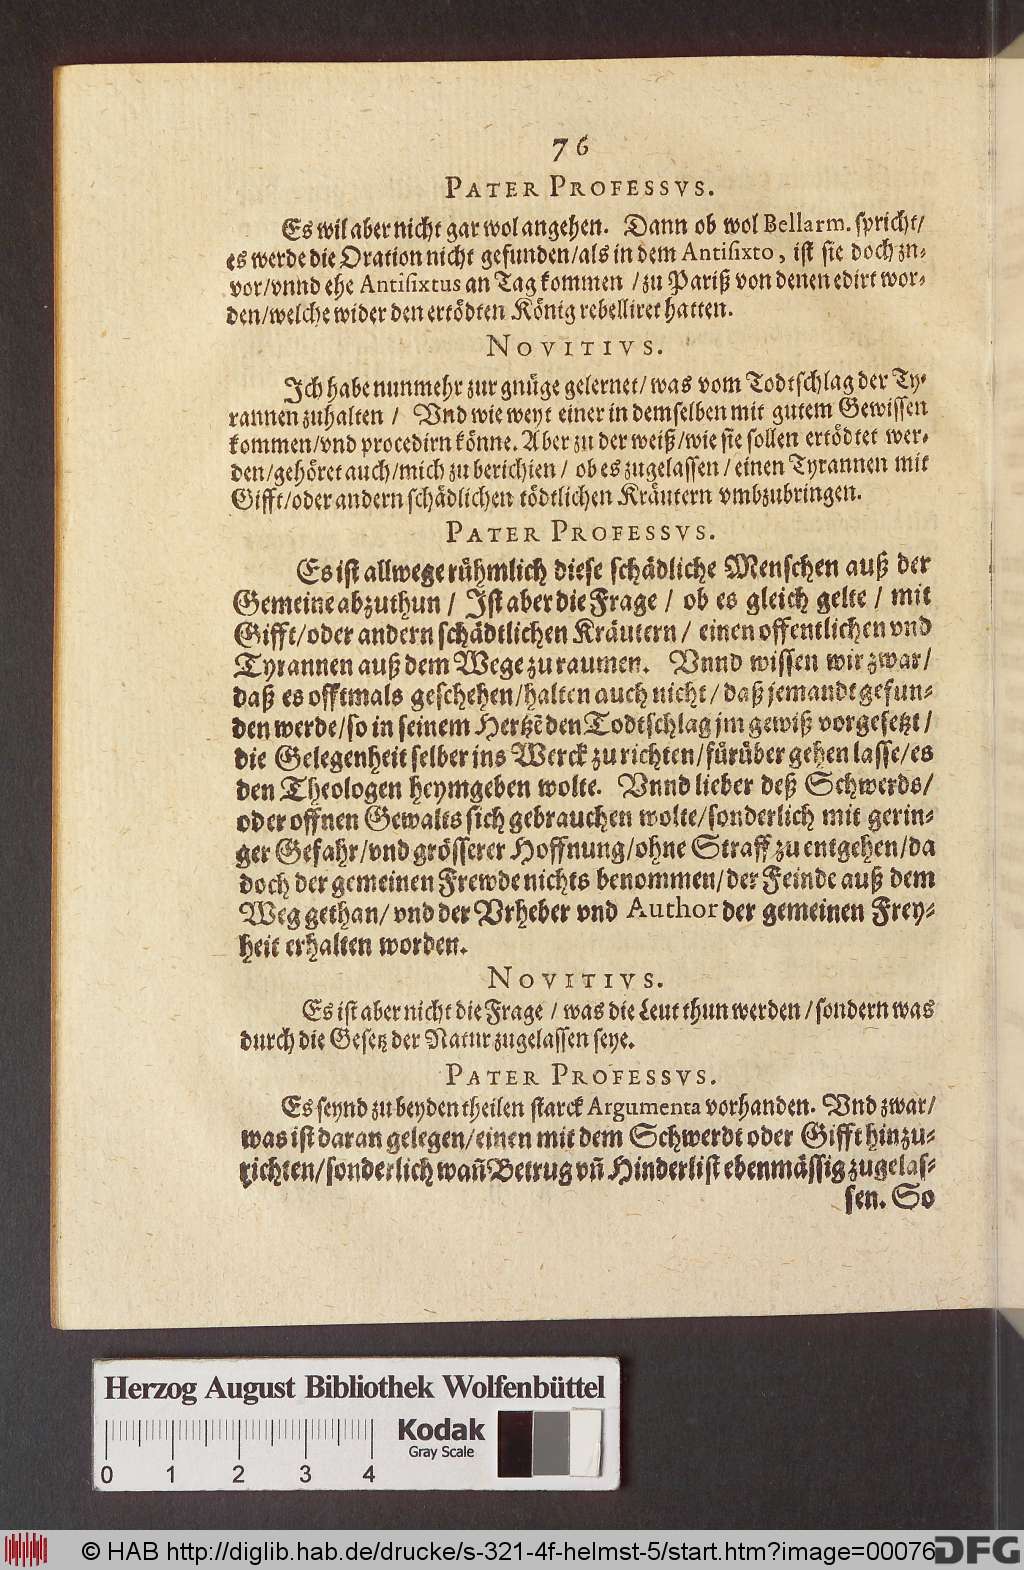 76
PATER PROFESSVS.
Es wil aber nicht gar wol angehen. Dann ob wol Bellarm. spricht/
es werde die Oration nicht gefunden/als in dem Antisixto, ist sie doch zu-
vor/vnnd ehe Antisixtus an Tag kommen / zu Pariß von denen edirt wor-
den/welche wider den ertödten König rebelliret hatten.
NOVITIVS.
Ich habe nunmehr zur gnüge gelernet/ was vom Todtschlag der Ty-
rannen zuhalten / Vnd wie weyt einer in demselben mit gutem Gewissen
kommen/vnd procedirn könne. Aber zu der weiß/wie sie sollen ertödtet wer-
den/gehöret auch/mich zu berichten / ob es zugelassen / einen Tyrannen mit
Gifft/oder andern schädlichen tödtlichen Kräutern vmbzubringen.
PATER PROFESSVS.
Es ist allwege rühmlich diese schädliche Menschen auß der
Gemeine abzuthun / Ist aber die Frage / ob es gleich gelte / mit
Gifft/oder andern schädtlichen Kräutern / einen offentlichen vnd
Tyrannen auß dem Wege zu raumen. Vnnd wissen wir zwar/
daß es offtmals geschehen/halten auch nicht/ daß jemandt gefun-
den werde/so in seinem Hertzē den Todtschlag jm gewiß vorgesetzt/
die Gelegenheit selber ins Werck zu richten/fürüber gehen lasse/es
den Theologen heymgeben wolte. Vnnd lieber deß Schwerds/
oder offnen Gewalts sich gebrauchen wolte/sonderlich mit gerin-
ger Gefahr/vnd grösserer Hoffnung/ohne Straff zu entgehen/da
doch der gemeinen Frewde nichts benommen/der Feinde auß dem
Weg gethan/ vnd der Vrheber vnd Author der gemeinen Frey-
heit erhalten worden.
NOVITIVS.
Es ist aber nicht die Frage / was die Leut thun werden / sondern was
durch die Gesetz der Natur zugelassen seye.
PATER PROFESSVS.
Es seynd zu beyden theilen starck Argumenta vorhanden. Vnd zwar/
was ist daran gelegen/einen mit dem Schwerdt oder Gifft hinzu-
richten/sonderlich wañ Betrug vñ Hinderlist ebenmässig zugelas-
sen. So
Herzog August Bibliothek Wolfenbüttel
Kodak
Gray Scale
0 1 2 3 4
© HAB http://diglib.hab.de/drucke/s-321-4f-helmst-5/start.htm?image=00076
DFG